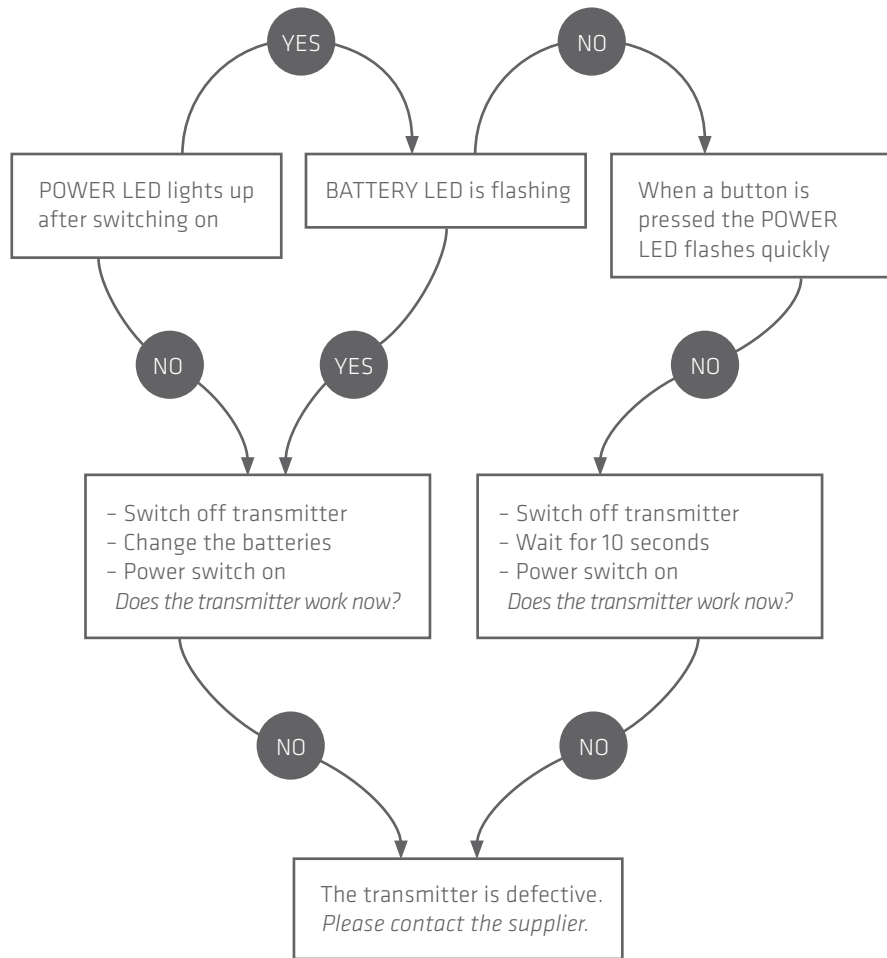 YES
NO
POWER LED lights up
after switching on
BATTERY LED is flashing
When a button is
pressed the POWER
LED flashes quickly
NO
YES
NO
– Switch off transmitter
– Change the batteries
– Power switch on
Does the transmitter work now?
– Switch off transmitter
– Wait for 10 seconds
– Power switch on
Does the transmitter work now?
NO
NO
The transmitter is defective.
Please contact the supplier.